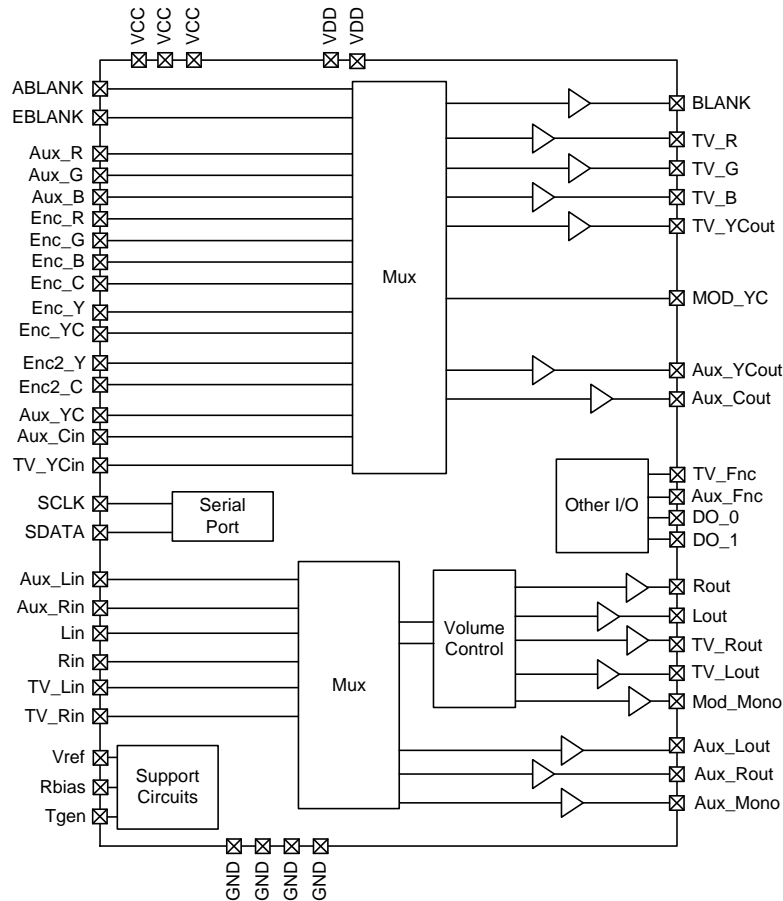 VCC
VCC
VCC
VDD
VDD
ABLANK
EBLANK
Aux_R
Aux_G
Aux_B
Enc_R
Enc_G
Enc_B
Enc_C
Enc_Y
Enc_YC
Enc2_Y
Enc2_C
Aux_YC
Aux_Cin
TV_YCin
SCLK
SDATA
Serial
Port
Mux
BLANK
TV_R
TV_G
TV_B
TV_YCout
MOD_YC
Aux_YCout
Aux_Cout
Other I/O
TV_Fnc
Aux_Fnc
DO_0
DO_1
Aux_Lin
Aux_Rin
Lin
Rin
TV_Lin
TV_Rin
Mux
Volume
Control
Rout
Lout
TV_Rout
TV_Lout
Mod_Mono
Aux_Lout
Aux_Rout
Aux_Mono
Vref
Rbias
Tgen
Support
Circuits
GND
GND
GND
GND